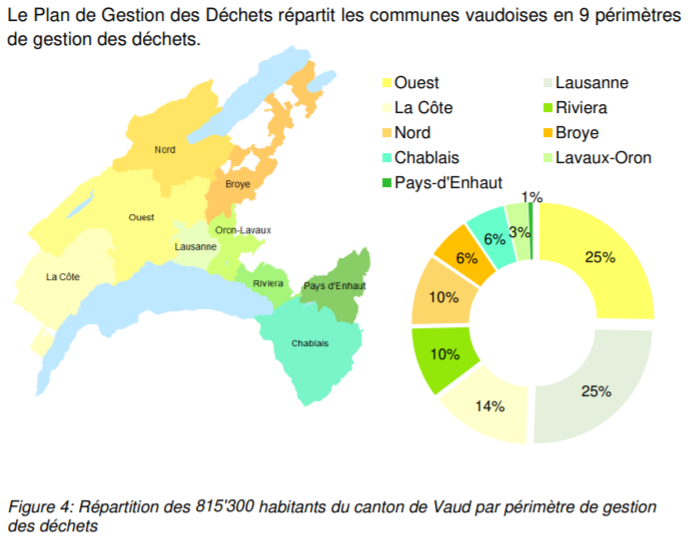 Le Plan de Gestion des Déchets répartit les communes vaudoises en 9 périmètres
de gestion des déchets.
Nord
Broye
Ouest
Oron-Lavaux
Lausanne
La Côte
Riviera
Pays d'Enhaut
Chablais
Ouest
Lausanne
La Côte
Riviera
Nord
Broye
Chablais
Lavaux-Oron
Pays-d'Enhaut
1%
3%
6%
6%
25%
10%
10%
14%
25%
Figure 4: Répartition des 815'300 habitants du canton de Vaud par périmètre de gestion
des déchets